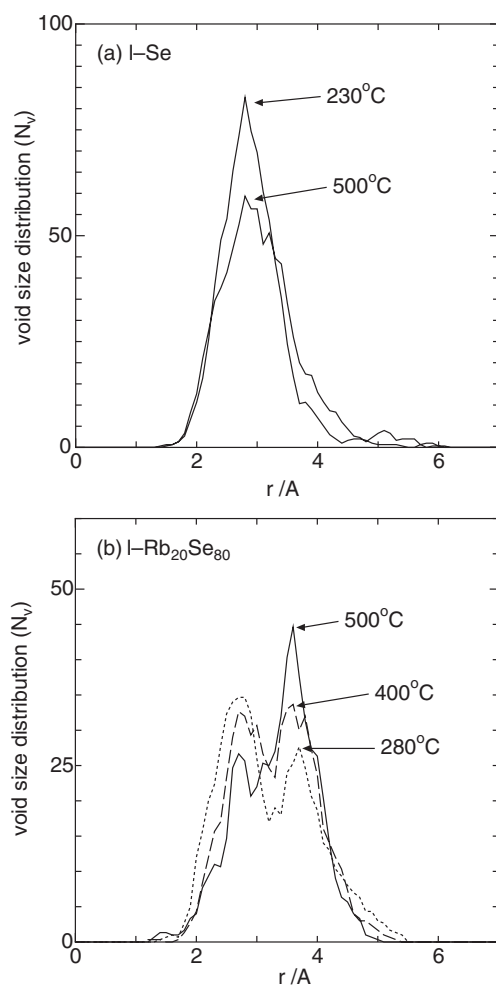 100
(a) l–Se
230°C
500°C
void size distribution (Nᵥ)
50
0
0 2 4 6
r /A
(b) l–Rb₂₀Se₈₀
500°C
50
400°C
280°C
void size distribution (Nᵥ)
25
0
0 2 4 6
r /A